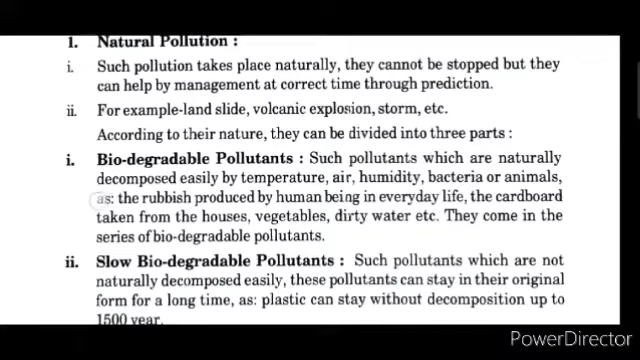 1. Natural Pollution :
i. Such pollution takes place naturally, they cannot be stopped but they
can help by management at correct time through prediction.
ii. For example-land slide, volcanic explosion, storm, etc.
According to their nature, they can be divided into three parts :
i. Bio-degradable Pollutants : Such pollutants which are naturally
decomposed easily by temperature, air, humidity, bacteria or animals,
as: the rubbish produced by human being in everyday life, the cardboard
taken from the houses, vegetables, dirty water etc. They come in the
series of bio-degradable pollutants.
ii. Slow Bio-degradable Pollutants : Such pollutants which are not
naturally decomposed easily, these pollutants can stay in their original
form for a long time, as: plastic can stay without decomposition up to
1500 year.
PowerDirector